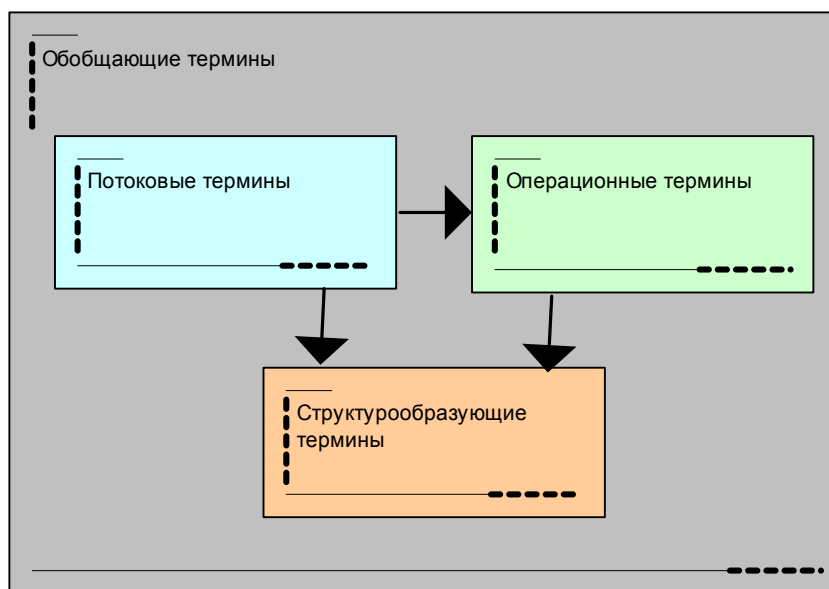 Обобщающие термины
Потоковые термины
Операционные термины
Структурообразующие
термины